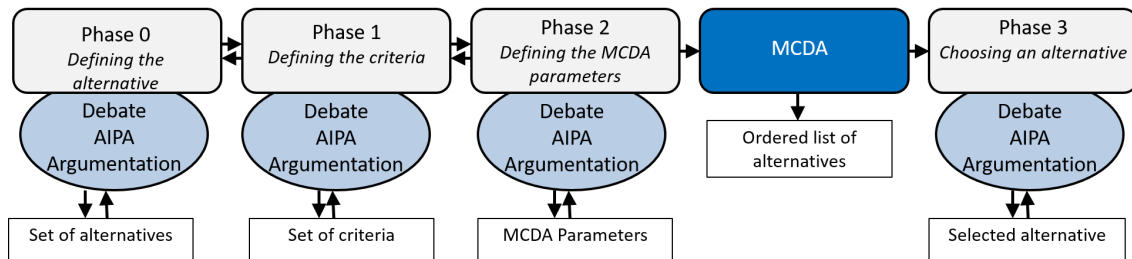 Phase 0
Defining the
alternative
Debate
AIPA
Argumentation
Set of alternatives
Phase 1
Defining the criteria
Debate
AIPA
Argumentation
Set of criteria
Phase 2
Defining the MCDA
parameters
Debate
AIPA
Argumentation
MCDA Parameters
MCDA
Ordered list of
alternatives
Phase 3
Choosing an alternative
Debate
AIPA
Argumentation
Selected alternative